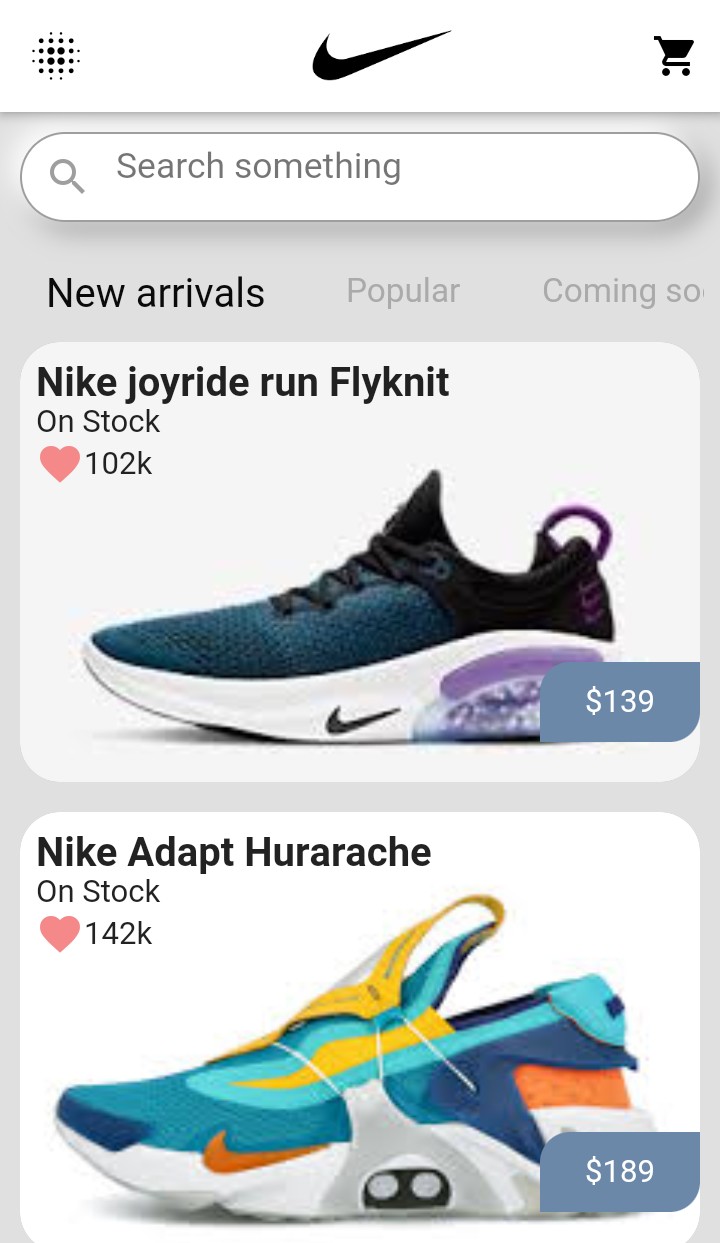 Search something
New arrivals Popular Coming soo
Nike joyride run Flyknit
On Stock
102k
$139
Nike Adapt Hurarache
On Stock
142k
$189